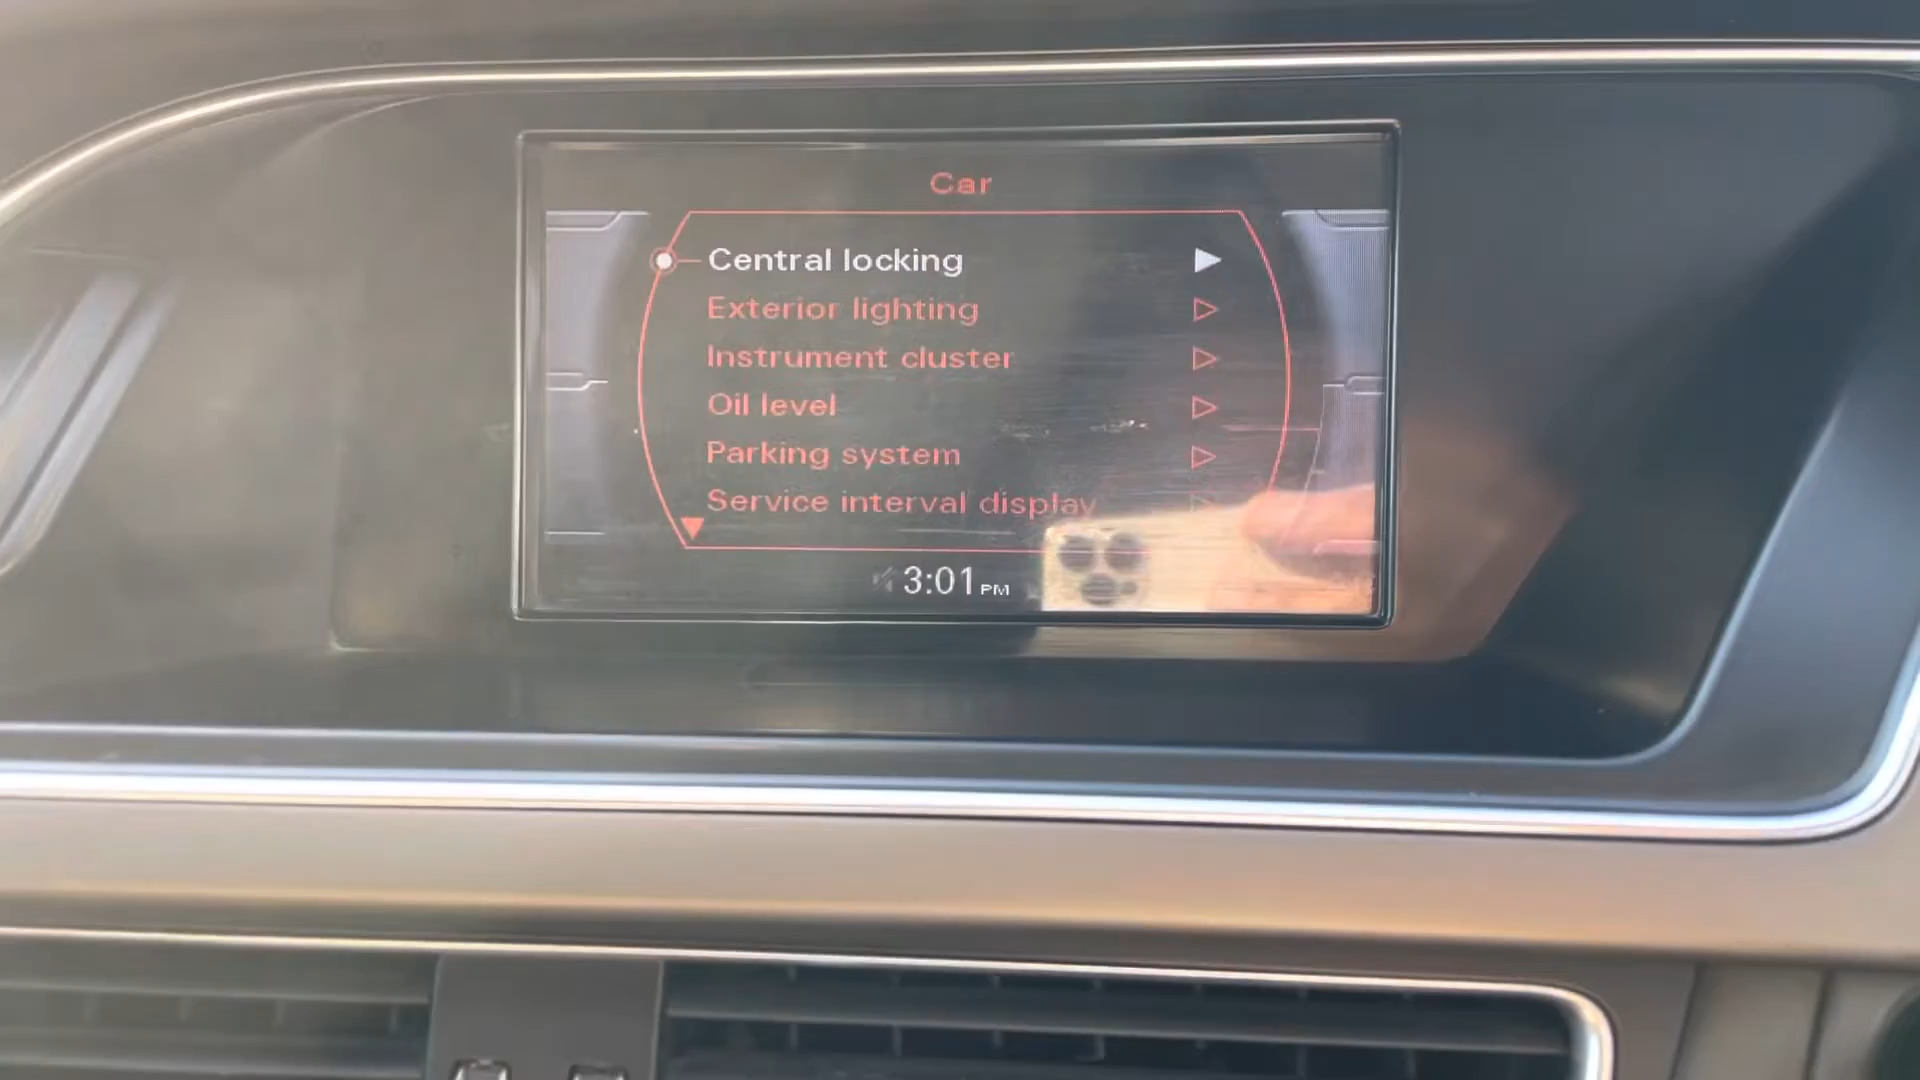 Car
Central locking
Exterior lighting
Instrument cluster
Oil level
Parking system
Service interval display
3:01 PM